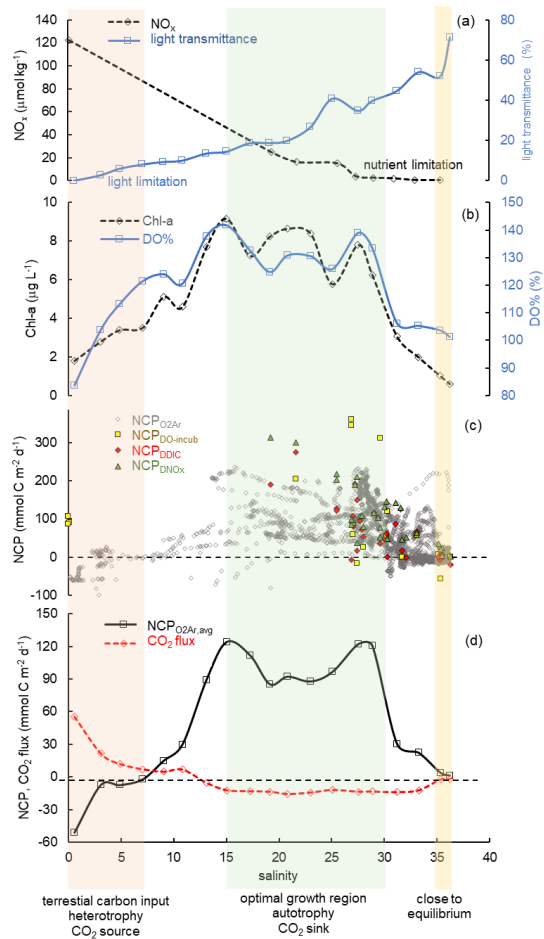 140
120
100
80
60
40
20
0
NOx (µmol kg-1)
NOx
light transmittance
(a)
80
60
40
20
0
light transmittance (%)
light limitation
nutrient limitation
10
8
6
4
2
0
Chl-a (µg L-1)
Chl-a
DO%
(b)
150
140
130
120
110
100
90
80
DO% (%)
NCPO2Ar
NCPDO-incub
NCPDDIC
NCPDNOx
(c)
300
200
100
0
-100
NCP (mmol C m-2 d-1)
NCPO2Ar,avg
CO2 flux
(d)
150
120
90
60
30
0
-30
-60
NCP, CO2 flux (mmol C m-2 d-1)
0 5 10 15 20 25 30 35 40
salinity
terrestial carbon input
heterotrophy
CO2 source
optimal growth region
autotrophy
CO2 sink
close to
equilibrium